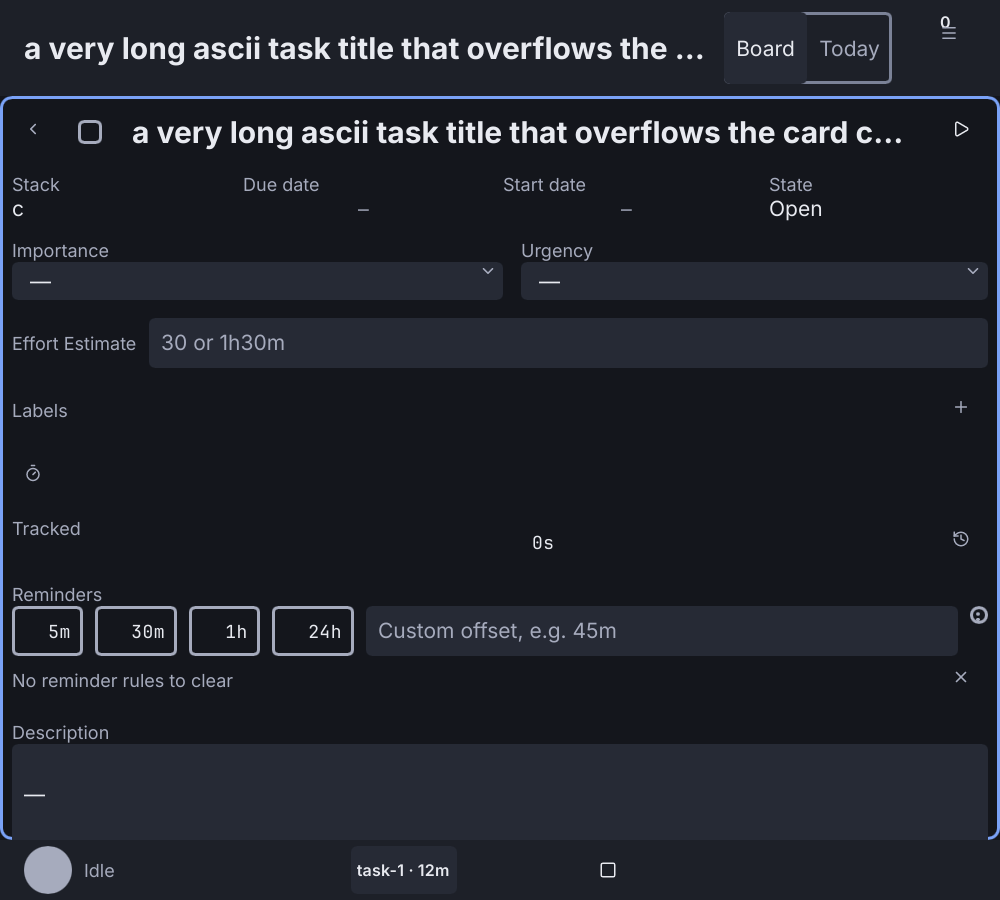 a very long ascii task title that overflows the …
Board
Today
0
a very long ascii task title that overflows the card c…
Stack
Due date
Start date
State
c
–
–
Open
Importance
Urgency
—
—
Effort Estimate
30 or 1h30m
Labels
Tracked
0s
Reminders
5m
30m
1h
24h
Custom offset, e.g. 45m
No reminder rules to clear
Description
—
Idle
task-1 · 12m